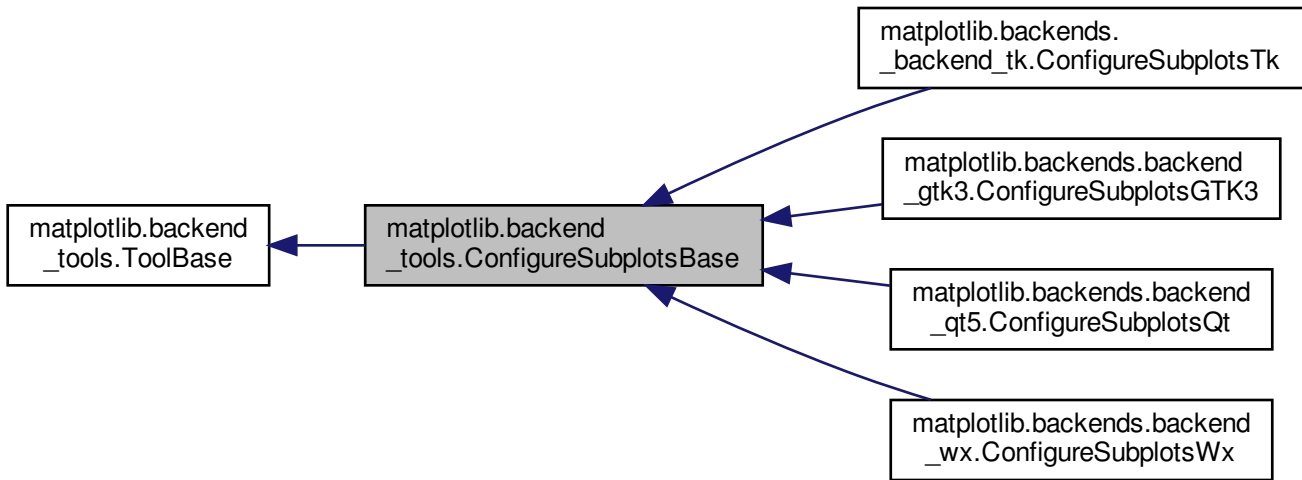 matplotlib.backend
_tools.ToolBase
matplotlib.backend
_tools.ConfigureSubplotsBase
matplotlib.backends.
_backend_tk.ConfigureSubplotsTk
matplotlib.backends.backend
_gtk3.ConfigureSubplotsGTK3
matplotlib.backends.backend
_qt5.ConfigureSubplotsQt
matplotlib.backends.backend
_wx.ConfigureSubplotsWx